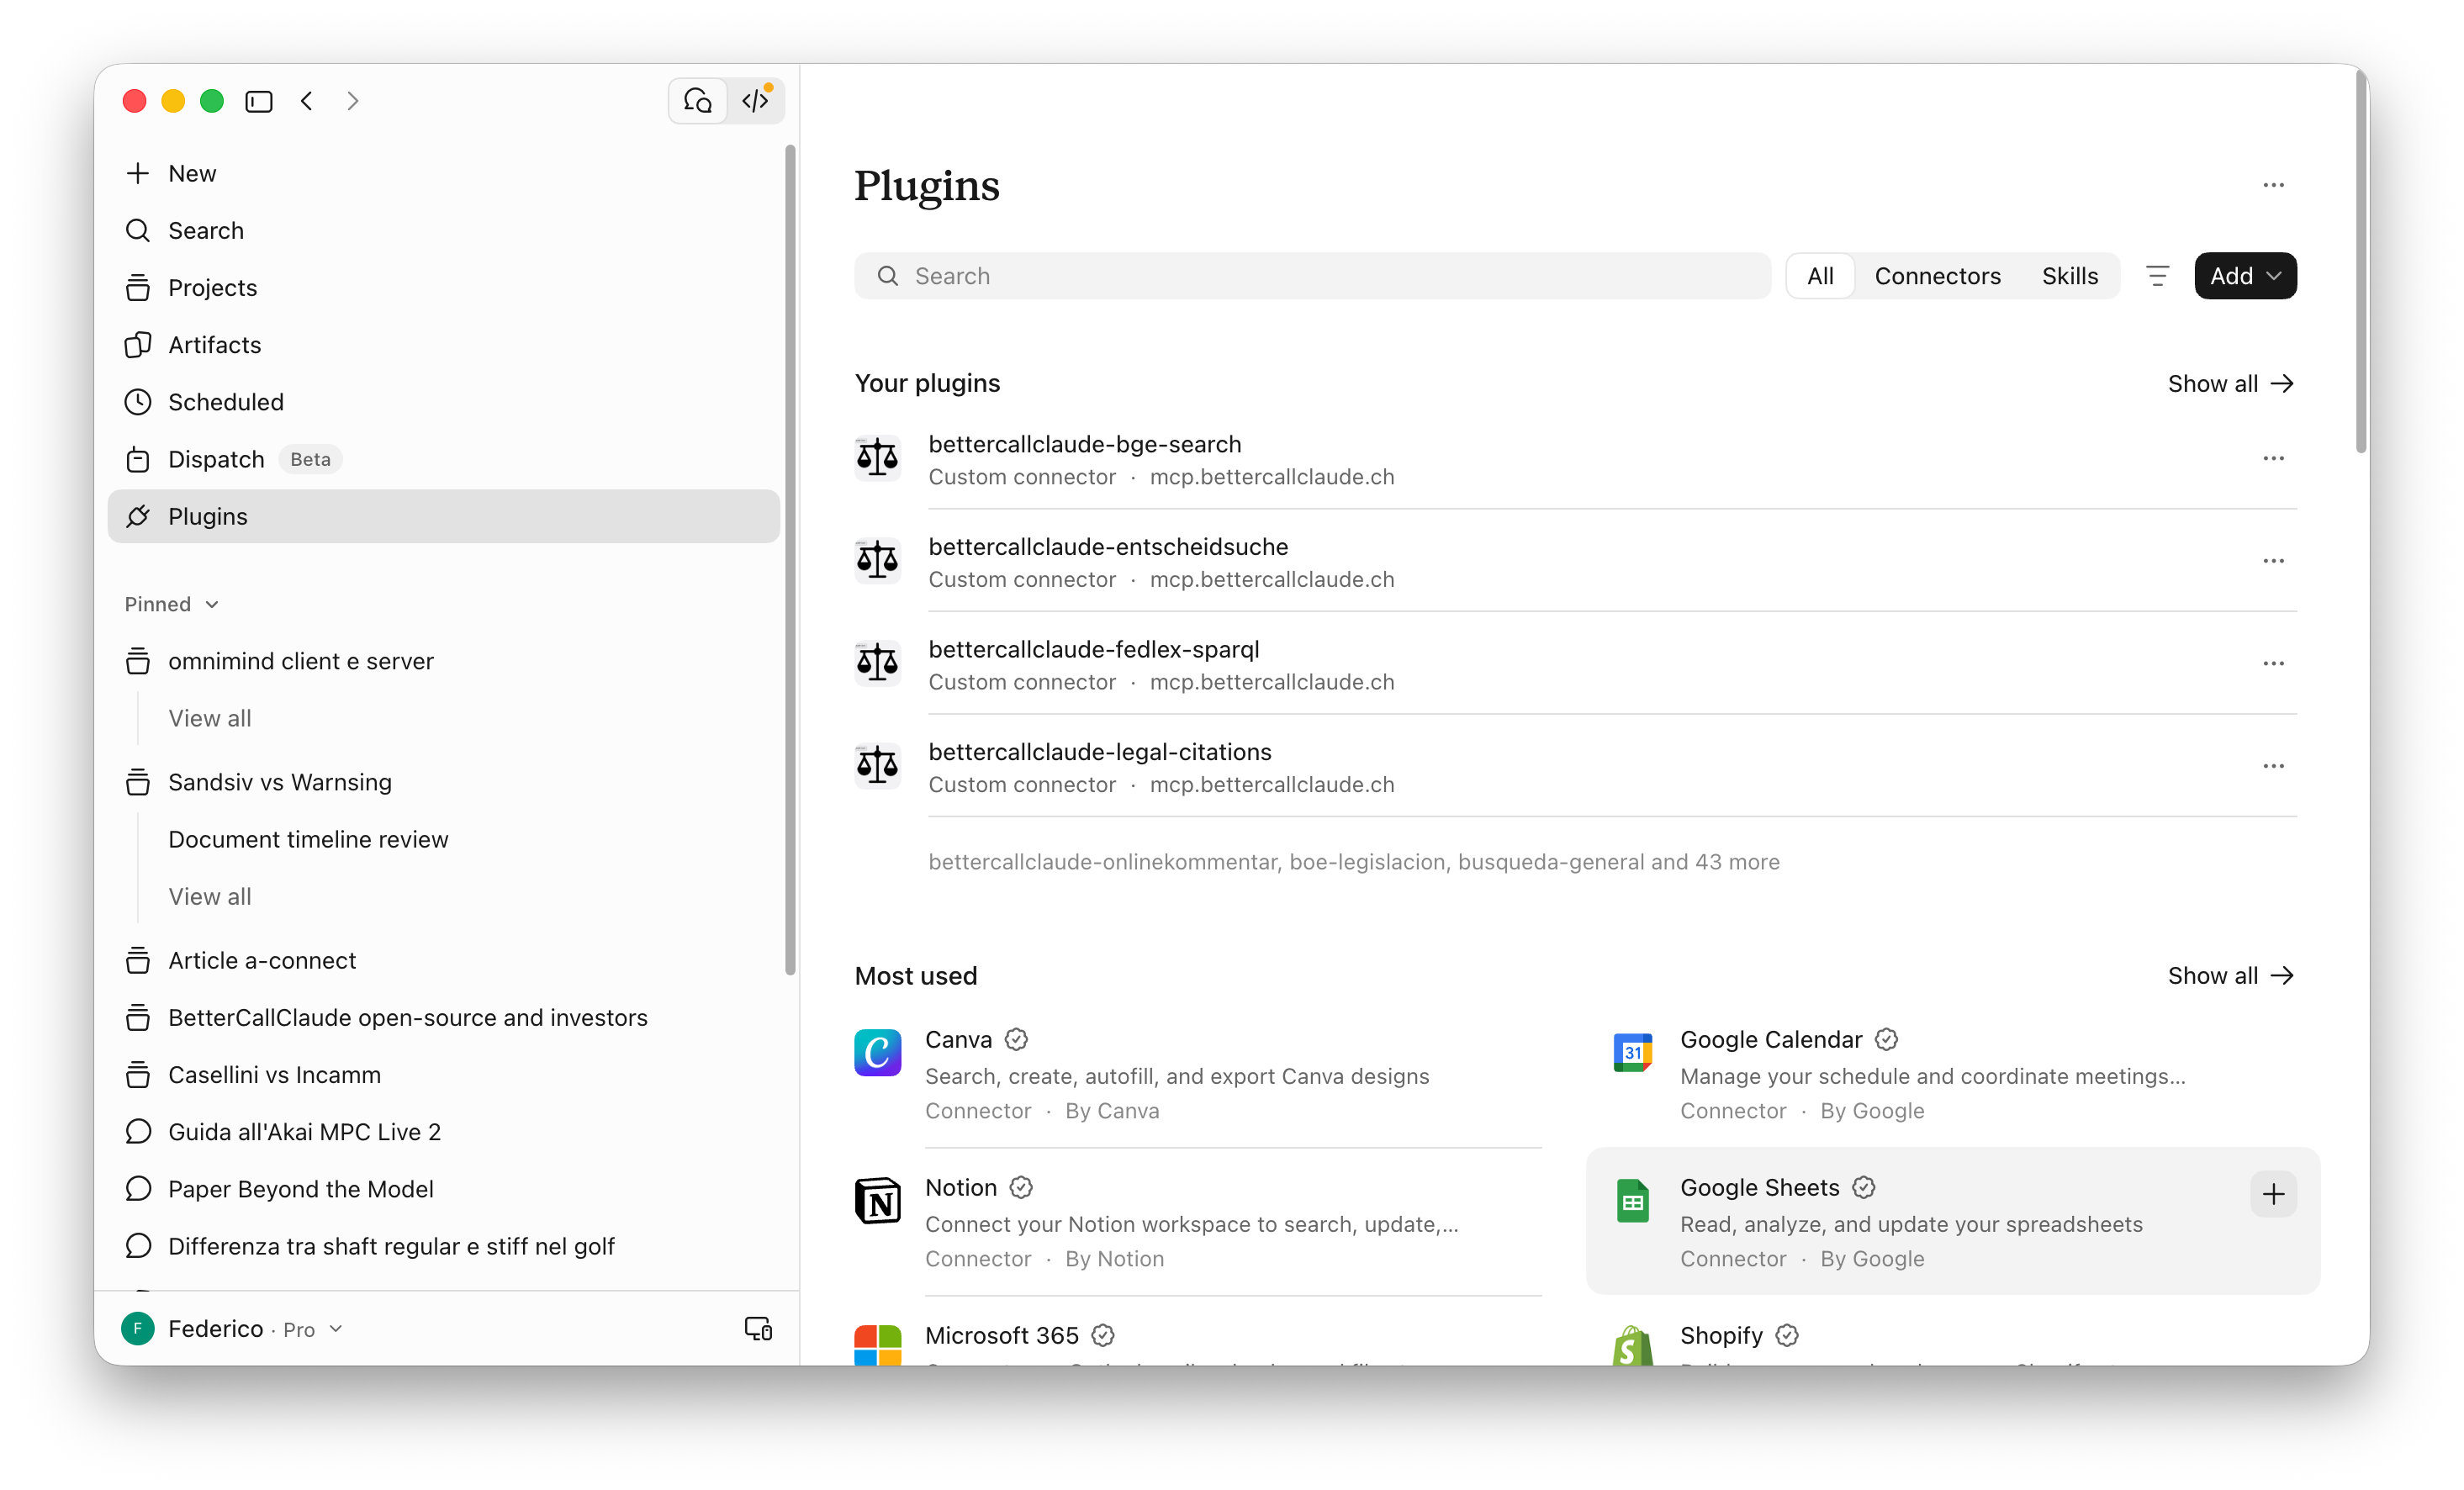 New
Search
Projects
Artifacts
Scheduled
Dispatch Beta
Plugins
Pinned
omnimind client e server
View all
Sandsiv vs Warnsing
Document timeline review
View all
Article a-connect
BetterCallClaude open-source and investors
Casellini vs Incamm
Guida all'Akai MPC Live 2
Paper Beyond the Model
Differenza tra shaft regular e stiff nel golf
F Federico · Pro
Plugins
Search
All Connectors Skills
Add
Your plugins
Show all
bettercallclaude-bge-search
Custom connector · mcp.bettercallclaude.ch
bettercallclaude-entscheidsuche
Custom connector · mcp.bettercallclaude.ch
bettercallclaude-fedlex-sparql
Custom connector · mcp.bettercallclaude.ch
bettercallclaude-legal-citations
Custom connector · mcp.bettercallclaude.ch
bettercallclaude-onlinekommentar, boe-legislacion, busqueda-general and 43 more
Most used
Show all
Canva
Search, create, autofill, and export Canva designs
Connector · By Canva
31
Google Calendar
Manage your schedule and coordinate meetings...
Connector · By Google
Notion
Connect your Notion workspace to search, update,...
Connector · By Notion
Google Sheets
Read, analyze, and update your spreadsheets
Connector · By Google
Microsoft 365
Shopify